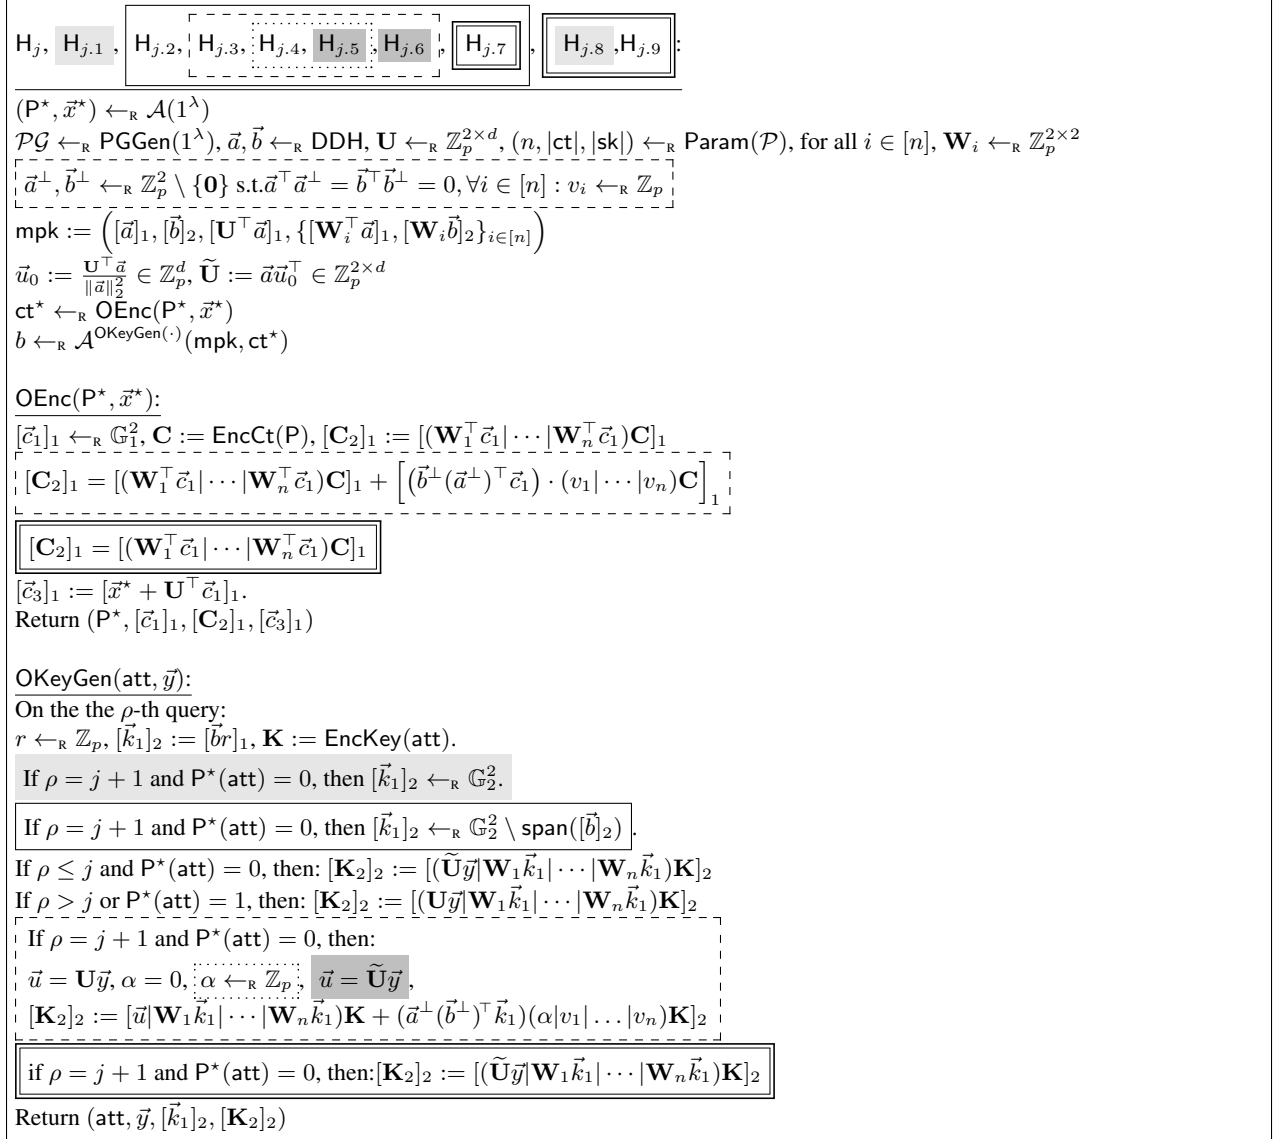 H_j, H_{j.1}, H_{j.2}, H_{j.3}, H_{j.4}, H_{j.5}, H_{j.6}, H_{j.7}, H_{j.8},H_{j.9}:
(P^⋆, x⃗^⋆) ←_R 𝒜(1^λ)
𝒫𝒢 ←_R PGGen(1^λ), a⃗, b⃗ ←_R DDH, 𝐔 ←_R ℤ_p^{2×d}, (n, |ct|, |sk|) ←_R Param(𝒫), for all i ∈ [n], 𝐖_i ←_R ℤ_p^{2×2}
a⃗^⊥, b⃗^⊥ ←_R ℤ_p^2 \ {𝟎} s.t.a⃗^⊤a⃗^⊥ = b⃗^⊤b⃗^⊥ = 0, ∀i ∈ [n] : v_i ←_R ℤ_p
mpk := ([a⃗]_1, [b⃗]_2, [𝐔^⊤a⃗]_1, {[𝐖_i^⊤a⃗]_1, [𝐖_i b⃗]_2}_{i∈[n]})
u⃗_0 := \frac{𝐔^⊤a⃗}{‖a⃗‖_2^2} ∈ ℤ_p^d, 𝐔̃ := a⃗u⃗_0^⊤ ∈ ℤ_p^{2×d}
ct^⋆ ←_R OEnc(P^⋆, x⃗^⋆)
b ←_R 𝒜^{OKeyGen(·)}(mpk, ct^⋆)
OEnc(P^⋆, x⃗^⋆):
[c⃗_1]_1 ←_R 𝔾_1^2, 𝐂 := EncCt(P), [𝐂_2]_1 := [(𝐖_1^⊤c⃗_1| · · · |𝐖_n^⊤c⃗_1)𝐂]_1
[𝐂_2]_1 = [(𝐖_1^⊤c⃗_1| · · · |𝐖_n^⊤c⃗_1)𝐂]_1 + [(b⃗^⊥(a⃗^⊥)^⊤c⃗_1) · (v_1| · · · |v_n)𝐂]_1
[𝐂_2]_1 = [(𝐖_1^⊤c⃗_1| · · · |𝐖_n^⊤c⃗_1)𝐂]_1
[c⃗_3]_1 := [x⃗^⋆ + 𝐔^⊤c⃗_1]_1.
Return (P^⋆, [c⃗_1]_1, [𝐂_2]_1, [c⃗_3]_1)
OKeyGen(att, y⃗):
On the the ρ-th query:
r ←_R ℤ_p, [k⃗_1]_2 := [b⃗r]_1, 𝐊 := EncKey(att).
If ρ = j + 1 and P^⋆(att) = 0, then [k⃗_1]_2 ←_R 𝔾_2^2.
If ρ = j + 1 and P^⋆(att) = 0, then [k⃗_1]_2 ←_R 𝔾_2^2 \ span([b⃗]_2).
If ρ ≤ j and P^⋆(att) = 0, then: [𝐊_2]_2 := [(𝐔̃y⃗|𝐖_1k⃗_1| · · · |𝐖_nk⃗_1)𝐊]_2
If ρ > j or P^⋆(att) = 1, then: [𝐊_2]_2 := [(𝐔y⃗|𝐖_1k⃗_1| · · · |𝐖_nk⃗_1)𝐊]_2
If ρ = j + 1 and P^⋆(att) = 0, then:
u⃗ = 𝐔y⃗, α = 0, α ←_R ℤ_p, u⃗ = 𝐔̃y⃗,
[𝐊_2]_2 := [u⃗|𝐖_1k⃗_1| · · · |𝐖_nk⃗_1)𝐊 + (a⃗^⊥(b⃗^⊥)^⊤k⃗_1)(α|v_1| . . . |v_n)𝐊]_2
if ρ = j + 1 and P^⋆(att) = 0, then:[𝐊_2]_2 := [(𝐔̃y⃗|𝐖_1k⃗_1| · · · |𝐖_nk⃗_1)𝐊]_2
Return (att, y⃗, [k⃗_1]_2, [𝐊_2]_2)